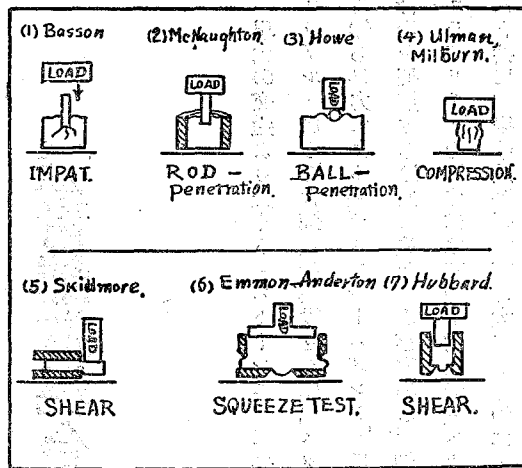 (1) Basson
(2) McNaughton
(3) Howe
(4) Ulman,
Milburn.
LOAD
LOAD
LOAD
LOAD
IMPAT.
ROD-
penetration.
BALL-
penetration.
COMPRESSION.
(5) Skidmore.
(6) Emmon-Anderton
(7) Hubbard.
LOAD
LOAD
LOAD
SHEAR
SQUEEZE TEST.
SHEAR.